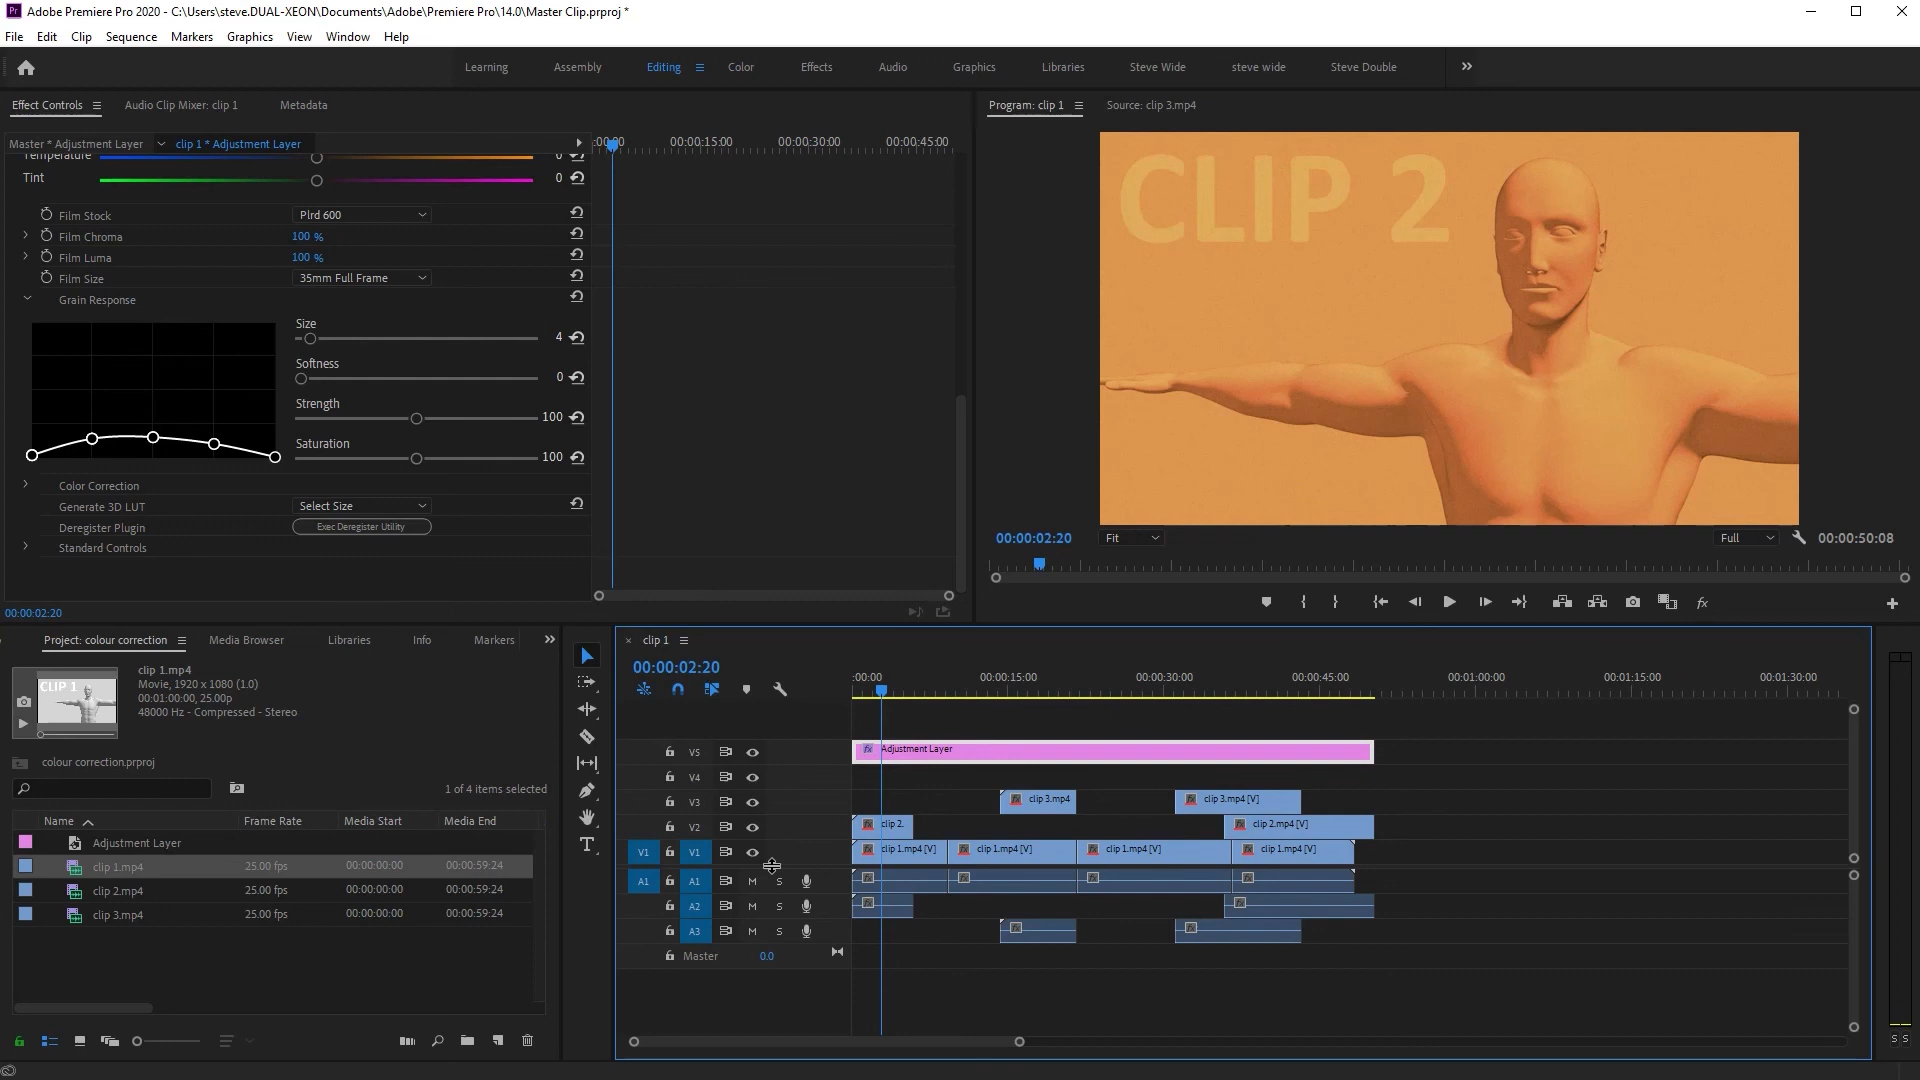 Adobe Premiere Pro 2020 - C:\Users\steve.DUAL-XEON\Documents\Adobe\Premiere Pro\14.0\Master Clip.prproj *
File Edit Clip Sequence Markers Graphics View Window Help
Learning Assembly Editing Color Effects Audio Graphics Libraries Steve Wide steve wide Steve Double
Effect Controls Audio Clip Mixer: clip 1 Metadata
Program: clip 1 Source: clip 3.mp4
Master * Adjustment Layer clip 1 * Adjustment Layer
:00:00 00:00:15:00 00:00:30:00 00:00:45:00
Temperature 0
Tint 0
Film Stock Plrd 600
Film Chroma 100 %
Film Luma 100 %
Film Size 35mm Full Frame
Grain Response
Size
4
Softness
0
Strength
100
Saturation
100
Color Correction
Generate 3D LUT Select Size
Deregister Plugin Exec Deregister Utility
Standard Controls
00:00:02:20
CLIP 2
00:00:02:20 Fit Full 00:00:50:08
Project: colour correction Media Browser Libraries Info Markers
clip 1.mp4
Movie, 1920 x 1080 (1.0)
00:01:00:00, 25.00p
48000 Hz - Compressed - Stereo
CLIP 1
colour correction.prproj
1 of 4 items selected
Name Frame Rate Media Start Media End
Adjustment Layer
clip 1.mp4 25.00 fps 00:00:00:00 00:00:59:24
clip 2.mp4 25.00 fps 00:00:00:00 00:00:59:24
clip 3.mp4 25.00 fps 00:00:00:00 00:00:59:24
clip 1
00:00:02:20
:00:00 00:00:15:00 00:00:30:00 00:00:45:00 00:01:00:00 00:01:15:00 00:01:30:00
V5 fx Adjustment Layer
V4
V3 clip 3.mp4 clip 3.mp4 [V]
V2 clip 2. clip 2.mp4 [V]
V1 V1 clip 1.mp4 [V] clip 1.mp4 [V] clip 1.mp4 [V] clip 1.mp4 [V]
A1 A1 M S
A2 M S
A3 M S
Master 0.0
S S